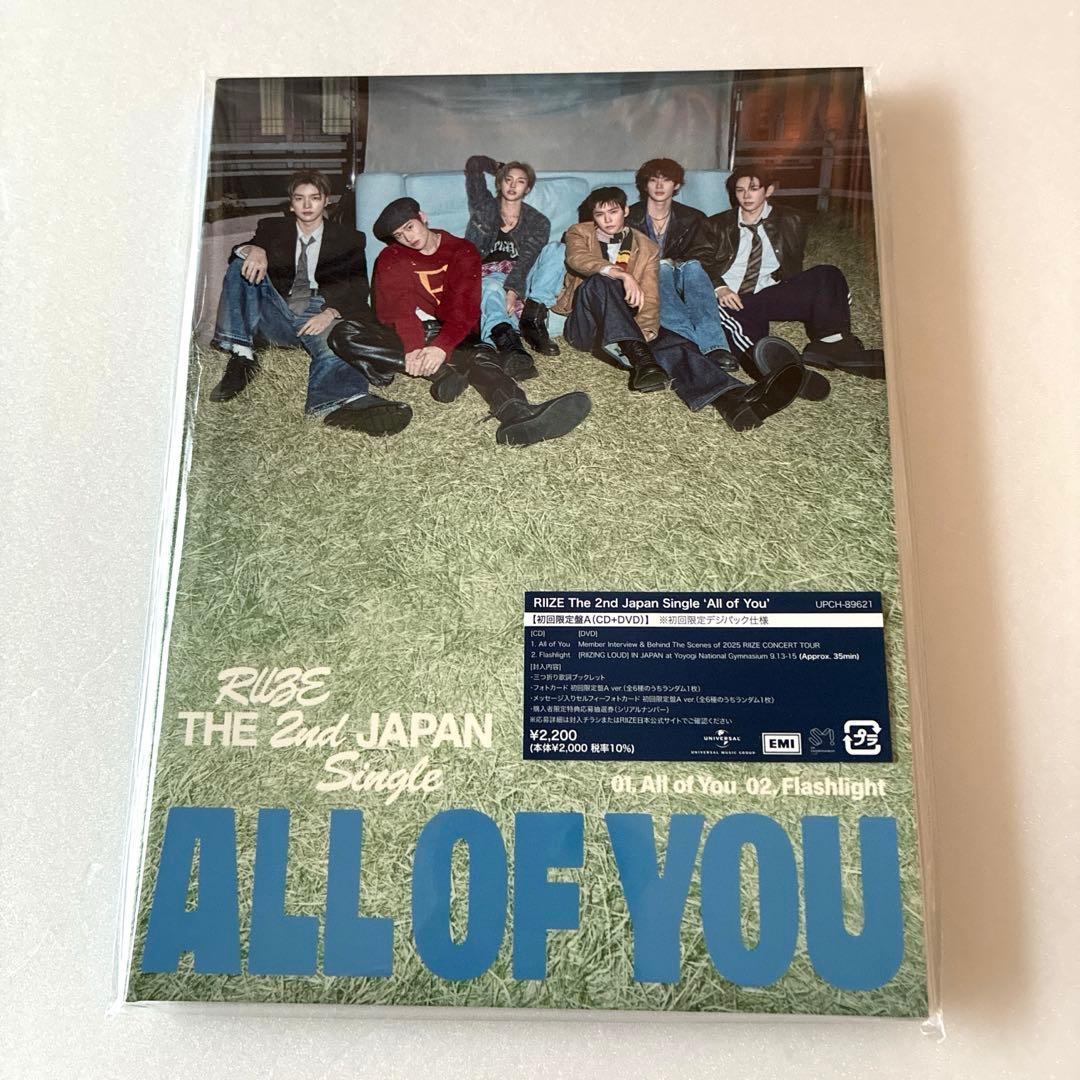 RIIZE The 2nd Japan Single 'All of You'
UPCH-89621
【初回限定盤A(CD+DVD)】 ※初回限定デジパック仕様
[CD] [DVD]
1. All of You Member Interview & Behind The Scenes of 2025 RIIZE CONCERT TOUR
2. Flashlight [RIIZING LOUD] IN JAPAN at Yoyogi National Gymnasium 9.13-15 (Approx. 35min)
[封入内容]
・三つ折り歌詞ブックレット
・フォトカード 初回限定盤A ver.(全6種のうちランダム1枚)
・メッセージ入りセルフィーフォトカード 初回限定盤A ver.(全6種のうちランダム1枚)
・購入者限定特典応募抽選券(シリアルナンバー)
※応募詳細は封入チラシまたはRIIZE日本公式サイトでご確認ください
¥2,200
(本体¥2,000 税率10%)
UNIVERSAL
UNIVERSAL MUSIC GROUP
EMI
SM
プラ
RIIZE
THE 2nd JAPAN
Single
01. All of You 02. Flashlight
ALL OF YOU
F